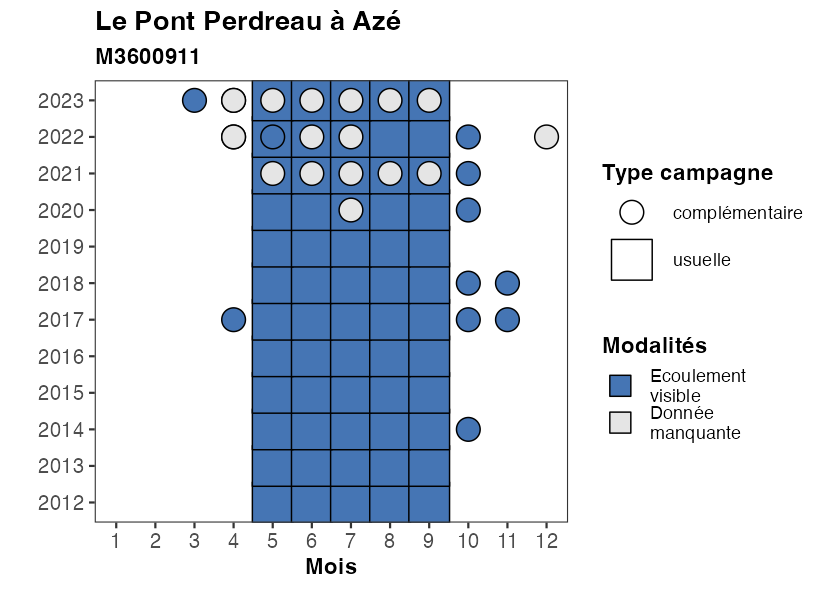 Le Pont Perdreau à Azé
M3600911
2023
2022
2021
2020
2019
2018
2017
2016
2015
2014
2013
2012
1 2 3 4 5 6 7 8 9 10 11 12
Mois
Type campagne
complémentaire
usuelle
Modalités
Ecoulement
visible
Donnée
manquante